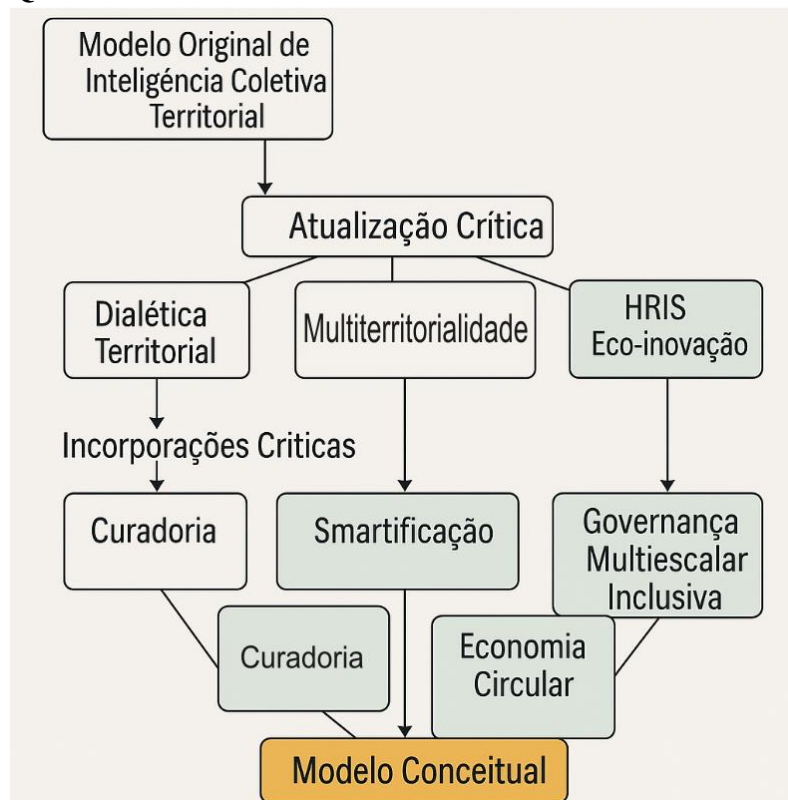 Modelo Original de
Inteligéncia Coletiva
Territorial
Atualização Crítica
Dialética
Territorial
Multiterritorialidade
HRIS
Eco-inovação
Incorporações Criticas
Curadoria
Smartificação
Governança
Multiescalar
Inclusiva
Curadoria
Economia
Circular
Modelo Conceitual